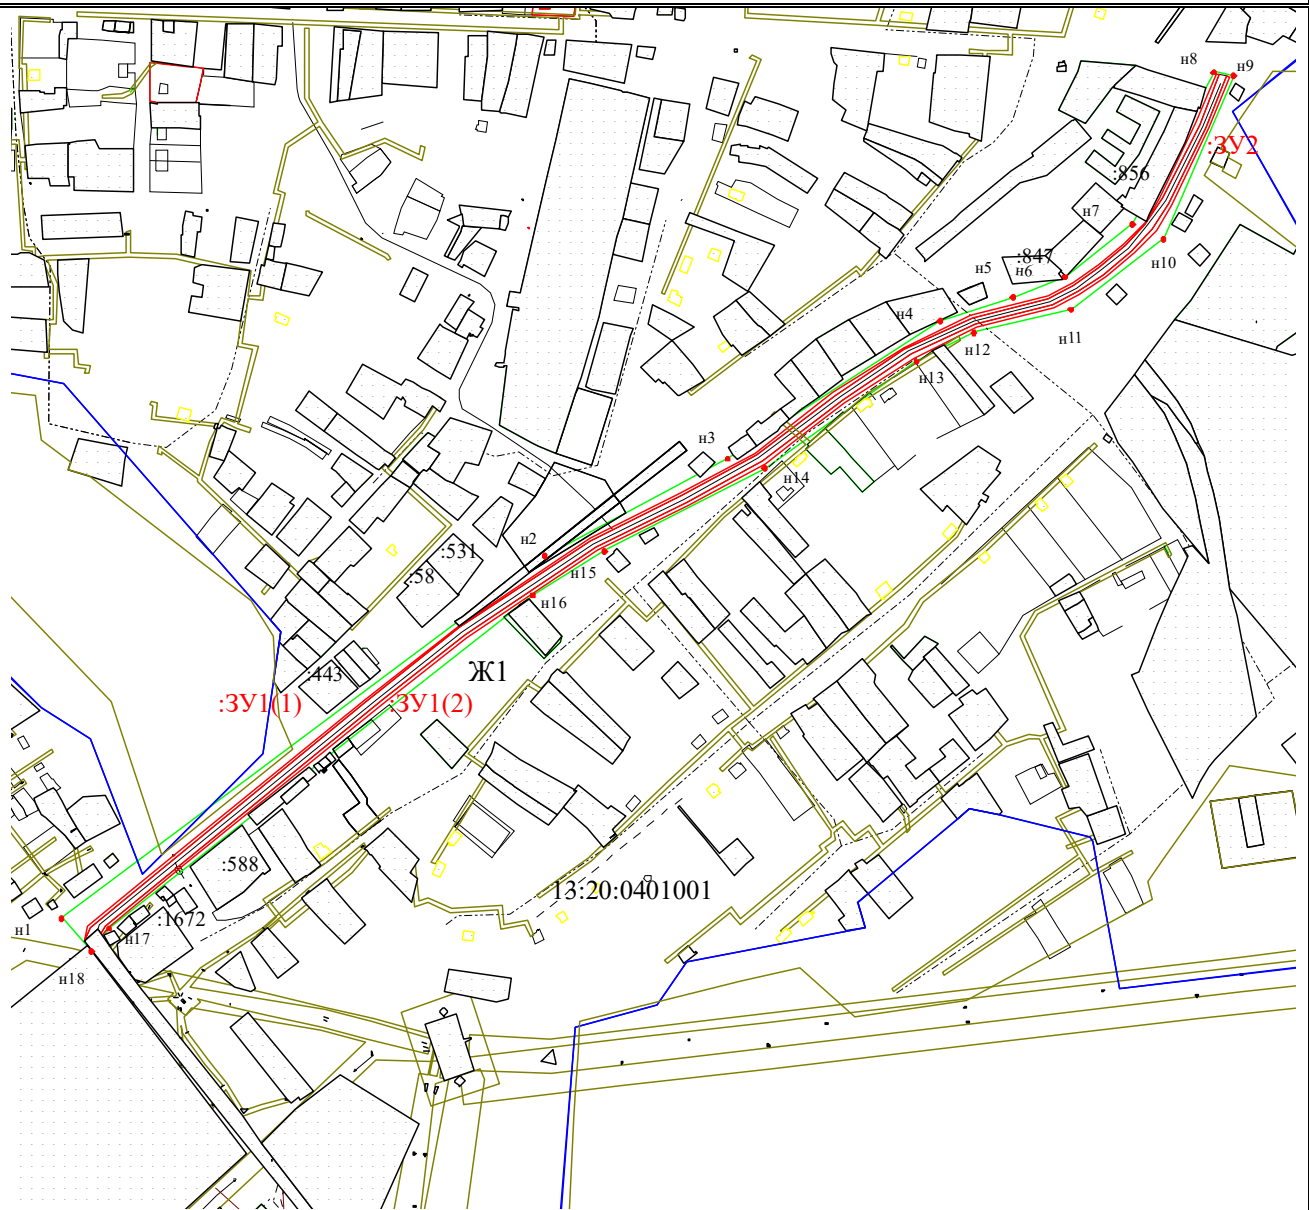 н8
н9
:ЗУ2
:856
н7
:847
н5
н6
н4
н11
н12
н13
н3
н14
н2
:531
н15
:58
н16
Ж1
:443
:ЗУ1(1)
:ЗУ1(2)
:588
13:20:0401001
:1672
н1
н17
н18